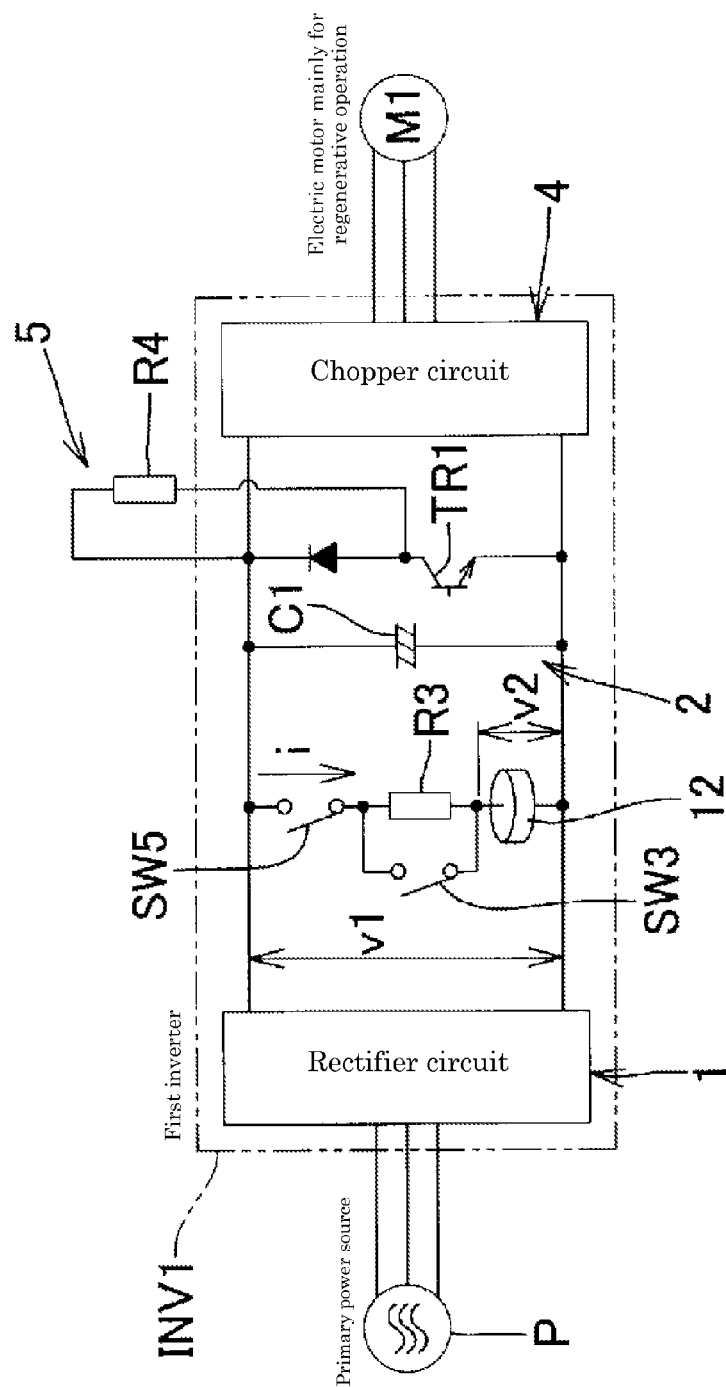 INV1
First inverter
Primary power source
P
Rectifier circuit
1
v1
SW5
SW3
i
R3
v2
12
2
C1
TR1
5
R4
Chopper circuit
4
Electric motor mainly for
regenerative operation
M1